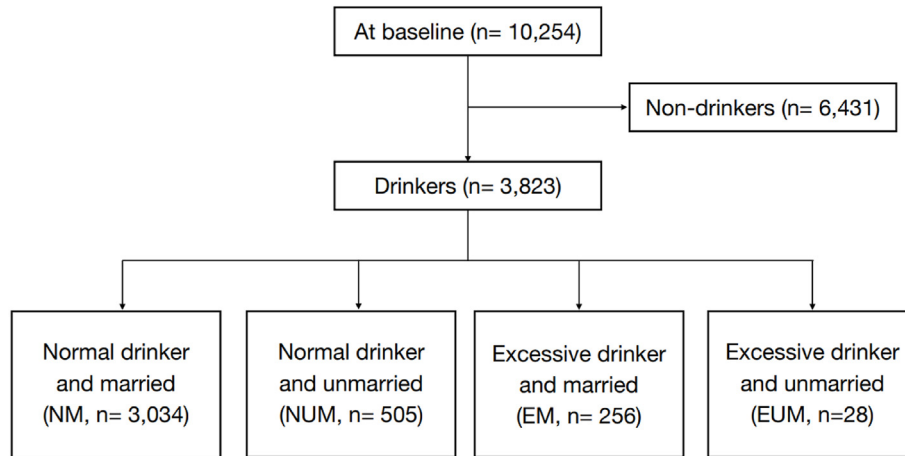 At baseline (n= 10,254)
Non-drinkers (n= 6,431)
Drinkers (n= 3,823)
Normal drinker
and married
(NM, n= 3,034)
Normal drinker
and unmarried
(NUM, n= 505)
Excessive drinker
and married
(EM, n= 256)
Excessive drinker
and unmarried
(EUM, n=28)